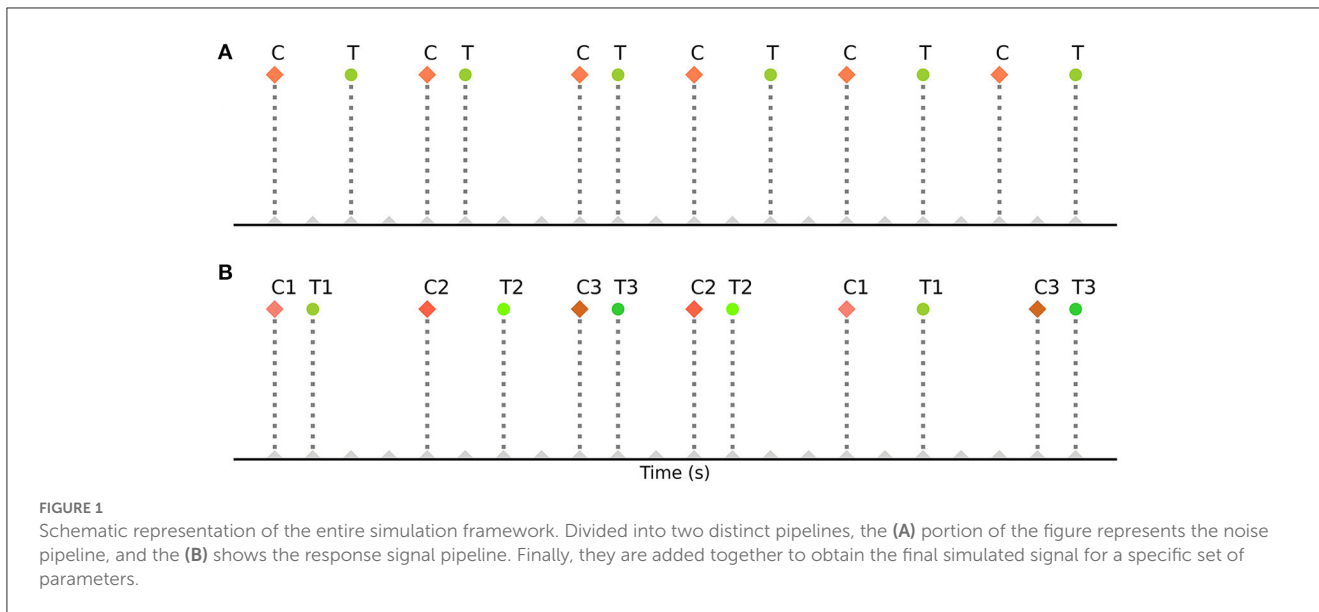 A C T C T C T C T C T C T
B C1 T1 C2 T2 C3 T3 C2 T2 C1 T1 C3 T3
Time (s)
FIGURE 1
Schematic representation of the entire simulation framework. Divided into two distinct pipelines, the (A) portion of the figure represents the noise
pipeline, and the (B) shows the response signal pipeline. Finally, they are added together to obtain the final simulated signal for a specific set of
parameters.